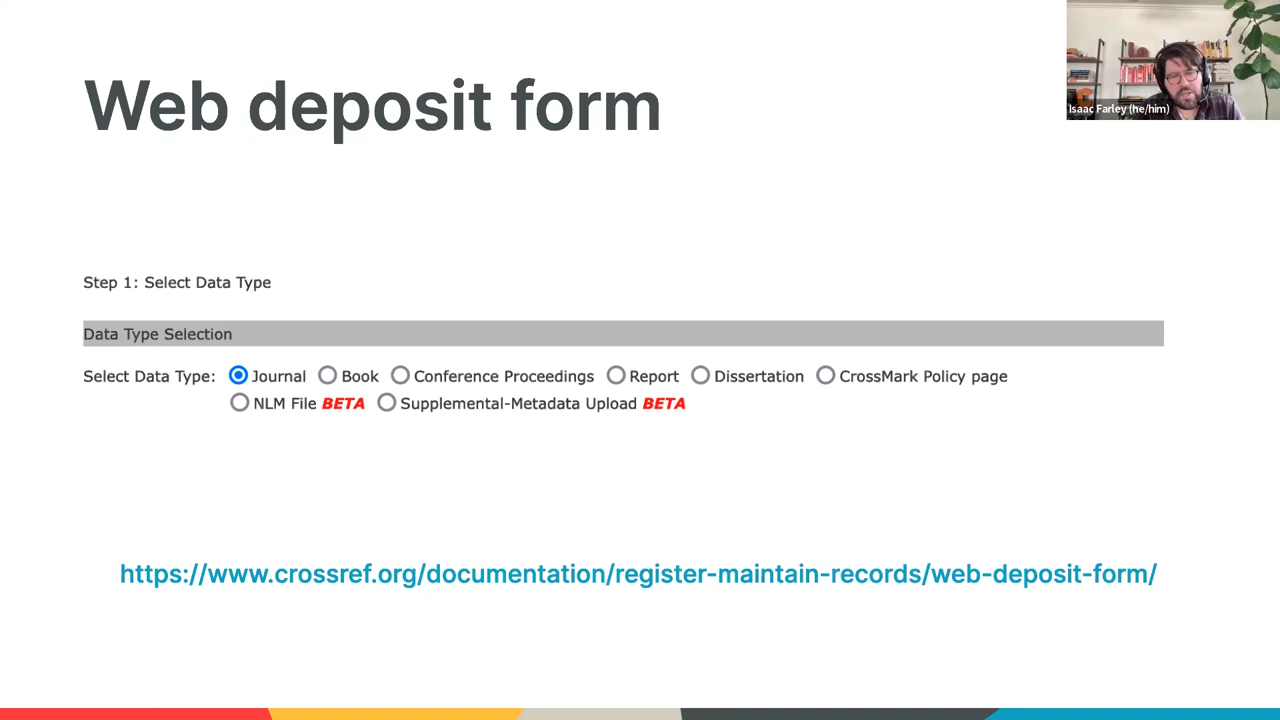 Web deposit form
Isaac Farley (he/him)
Step 1: Select Data Type
Data Type Selection
Select Data Type: Journal Book Conference Proceedings Report Dissertation CrossMark Policy page
NLM File BETA Supplemental-Metadata Upload BETA
https://www.crossref.org/documentation/register-maintain-records/web-deposit-form/